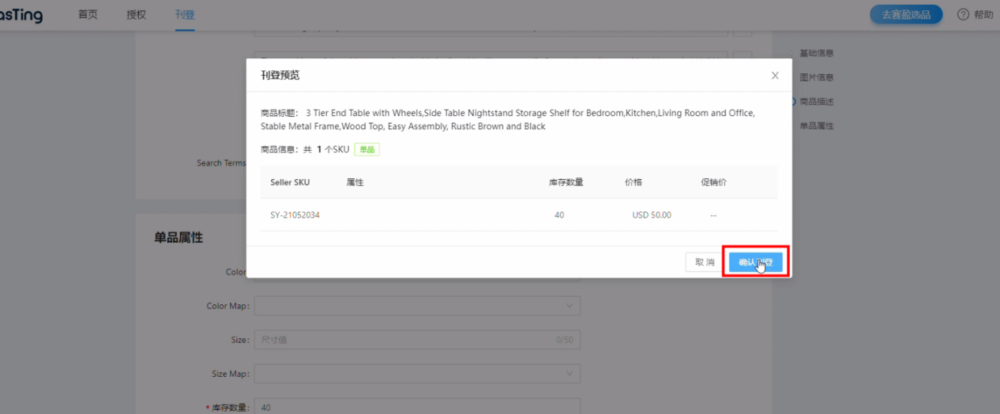 asTing 首页 授权 刊登 去赛盈选品 帮助
基础信息
图片信息
商品描述
单品属性
刊登预览
商品标题： 3 Tier End Table with Wheels,Side Table Nightstand Storage Shelf for Bedroom,Kitchen,Living Room and Office,
Stable Metal Frame,Wood Top, Easy Assembly, Rustic Brown and Black
商品信息：共 1 个SKU 单品
Seller SKU 属性 库存数量 价格 促销价
SY-21052034 40 USD 50.00 --
取 消 确认刊登
Search Terms
单品属性
Color
Color Map:
Size: 尺寸值 0/50
Size Map:
* 库存数量: 40